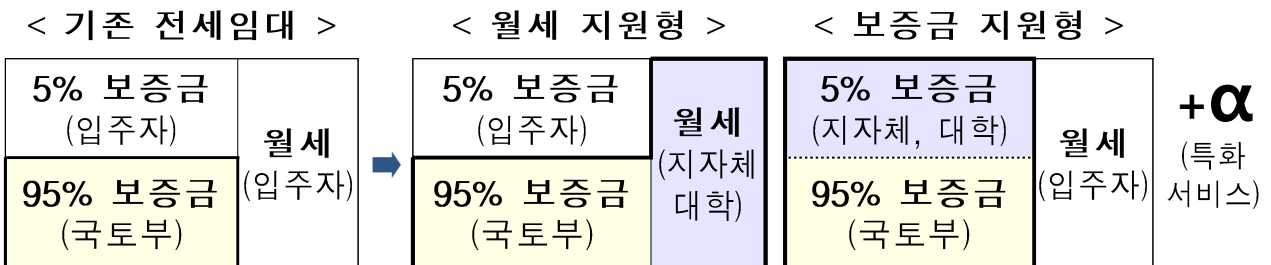 < 기존 전세임대 >
5% 보증금
(입주자)
95% 보증금
(국토부)
월세
(입주자)
< 월세 지원형 >
5% 보증금
(입주자)
95% 보증금
(국토부)
월세
(지자체
대학)
< 보증금 지원형 >
5% 보증금
(지자체, 대학)
95% 보증금
(국토부)
월세
(입주자)
+α
(특화
서비스)